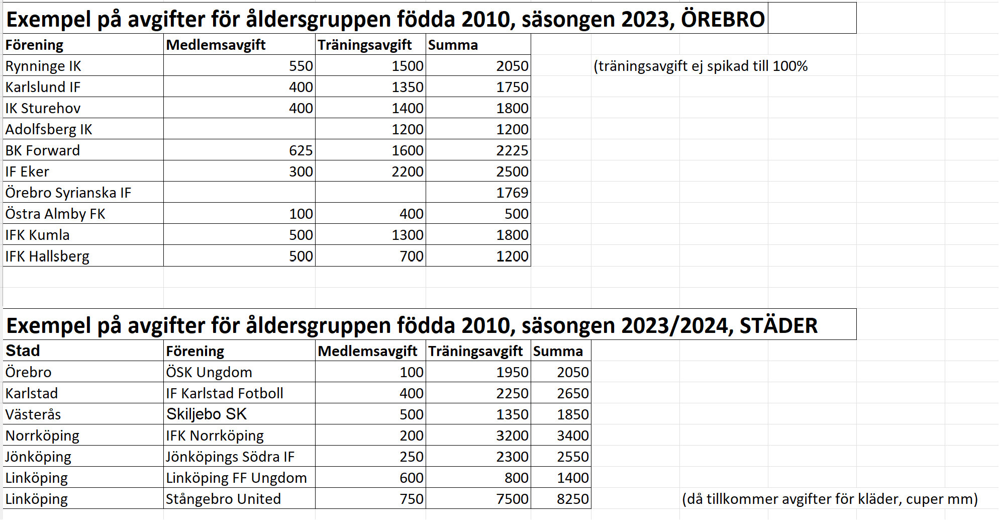 Exempel på avgifter för åldersgruppen födda 2010, säsongen 2023, ÖREBRO
Förening Medlemsavgift Träningsavgift Summa
Rynninge IK 550 1500 2050 (träningsavgift ej spikad till 100%
Karlslund IF 400 1350 1750
IK Sturehov 400 1400 1800
Adolfsberg IK 1200 1200
BK Forward 625 1600 2225
IF Eker 300 2200 2500
Örebro Syrianska IF 1769
Östra Almby FK 100 400 500
IFK Kumla 500 1300 1800
IFK Hallsberg 500 700 1200
Exempel på avgifter för åldersgruppen födda 2010, säsongen 2023/2024, STÄDER
Stad Förening Medlemsavgift Träningsavgift Summa
Örebro ÖSK Ungdom 100 1950 2050
Karlstad IF Karlstad Fotboll 400 2250 2650
Västerås Skiljebo SK 500 1350 1850
Norrköping IFK Norrköping 200 3200 3400
Jönköping Jönköpings Södra IF 250 2300 2550
Linköping Linköping FF Ungdom 600 800 1400
Linköping Stångebro United 750 7500 8250 (då tillkommer avgifter för kläder, cuper mm)